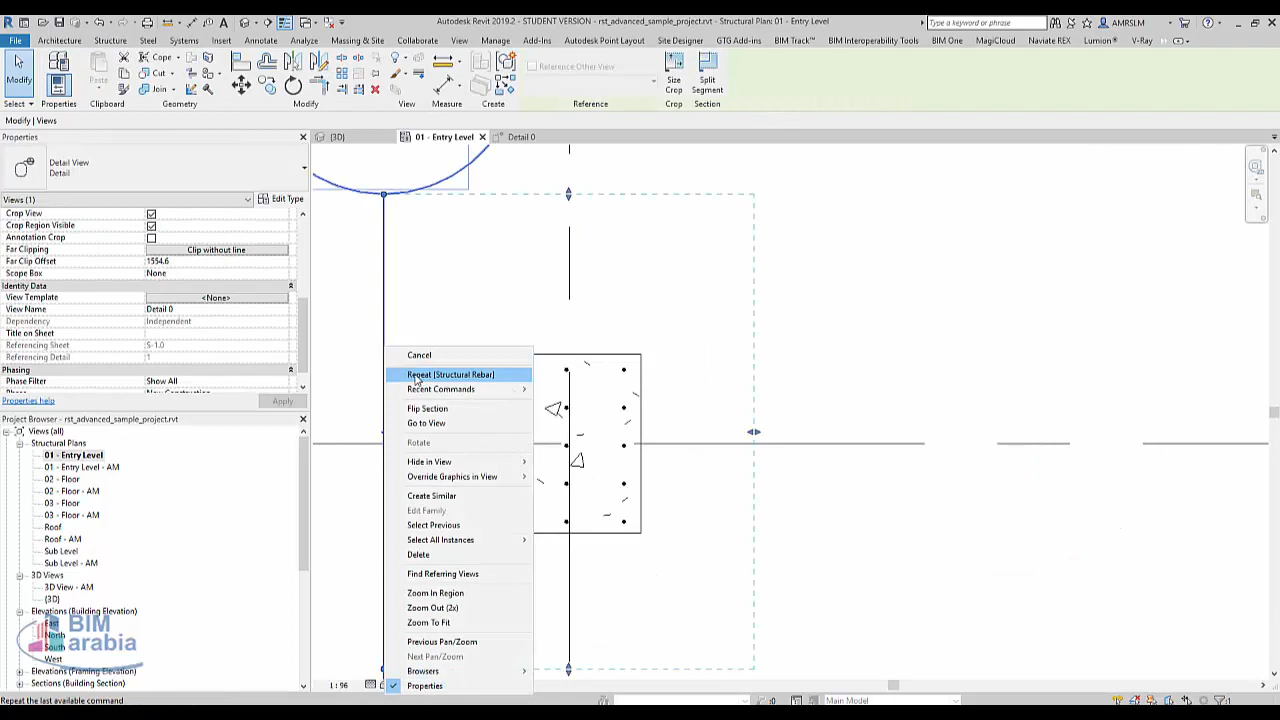 Autodesk Revit 2019.2 - STUDENT VERSION - rst_advanced_sample_project.rvt - Structural Plan: 01 - Entry Level
Type a keyword or phrase
AMRSLM
File Architecture Structure Steel Systems Insert Annotate Analyze Massing & Site Collaborate View Manage Add-Ins Autodesk Point Layout Site Designer BIM Track™ BIM Interoperability Tools BIM One MagiCloud Naviate REX Lumion® V-Ray
Modify
Paste
Cope
Cut
Join
Reference Other View
Size Crop
Split Segment
Select Properties Clipboard Geometry Modify View Measure Create Reference Crop Section
Modify | Views
Properties
{3D}
01 - Entry Level
Detail 0
Detail View
Detail
Views (1)
Edit Type
Crop View
Crop Region Visible
Annotation Crop
Far Clipping Clip without line
Far Clip Offset 1554.6
Scope Box None
Identity Data
View Template <None>
View Name Detail 0
Dependency Independent
Title on Sheet
Referencing Sheet S-1.0
Referencing Detail 1
Phasing
Phase Filter Show All
Properties help
Apply
Project Browser - rst_advanced_sample_project.rvt
Views (all)
Structural Plans
01 - Entry Level
01 - Entry Level - AM
02 - Floor
02 - Floor - AM
03 - Floor
03 - Floor - AM
Roof
Roof - AM
Sub Level
Sub Level - AM
3D Views
3D View - AM
{3D}
Elevations (Building Elevation)
East
North
South
West
Elevations (Framing Elevation)
Sections (Building Section)
BIM
arabia
Cancel
Repeat [Structural Rebar]
Recent Commands
Flip Section
Go to View
Rotate
Hide in View
Override Graphics in View
Create Similar
Edit Family
Select Previous
Select All Instances
Delete
Find Referring Views
Zoom In Region
Zoom Out (2x)
Zoom To Fit
Previous Pan/Zoom
Next Pan/Zoom
Browsers
Properties
1 : 96
Repeat the last available command
:0
Main Model
:1